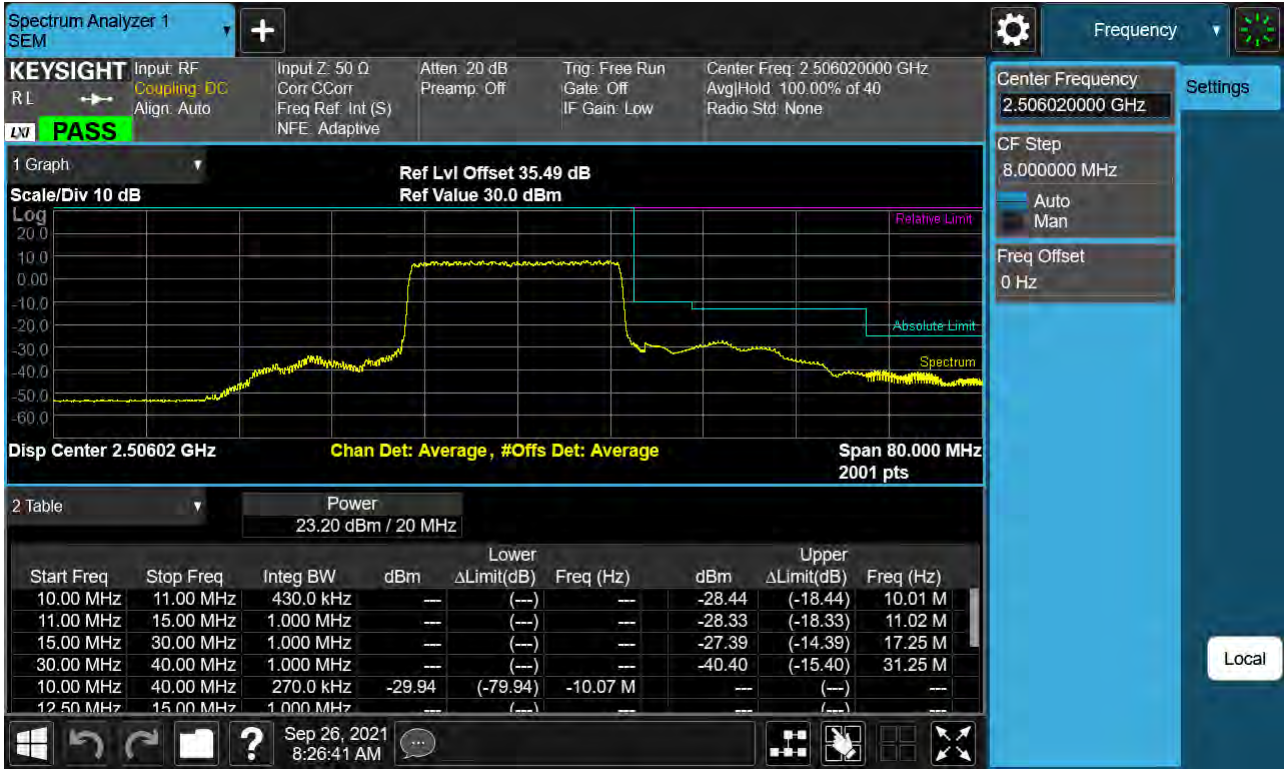 Spectrum Analyzer 1
SEM
Frequency
KEYSIGHT
R L
LXI
PASS
Input: RF
Coupling: DC
Align: Auto
Input Z: 50 Ω
Corr CCorr
Freq Ref: Int (S)
NFE: Adaptive
Atten: 20 dB
Preamp: Off
Trig: Free Run
Gate: Off
IF Gain: Low
Center Freq: 2.506020000 GHz
Avg|Hold: 100.00% of 40
Radio Std: None
Center Frequency
2.506020000 GHz
Settings
CF Step
8.000000 MHz
Auto
Man
Freq Offset
0 Hz
Local
1 Graph
Scale/Div 10 dB
Ref Lvl Offset 35.49 dB
Ref Value 30.0 dBm
Log
20.0
10.0
0.00
-10.0
-20.0
-30.0
-40.0
-50.0
-60.0
Relative Limit
Absolute Limit
Spectrum
Disp Center 2.50602 GHz
Chan Det: Average, #Offs Det: Average
Span 80.000 MHz
2001 pts
2 Table
Power
23.20 dBm / 20 MHz
Lower Upper
Start Freq Stop Freq Integ BW dBm ΔLimit(dB) Freq (Hz) dBm ΔLimit(dB) Freq (Hz)
10.00 MHz 11.00 MHz 430.0 kHz --- (---) --- -28.44 (-18.44) 10.01 M
11.00 MHz 15.00 MHz 1.000 MHz --- (---) --- -28.33 (-18.33) 11.02 M
15.00 MHz 30.00 MHz 1.000 MHz --- (---) --- -27.39 (-14.39) 17.25 M
30.00 MHz 40.00 MHz 1.000 MHz --- (---) --- -40.40 (-15.40) 31.25 M
10.00 MHz 40.00 MHz 270.0 kHz -29.94 (-79.94) -10.07 M --- (---) ---
12.50 MHz 15.00 MHz 1.000 MHz --- (---) --- --- (---) ---
?
Sep 26, 2021
8:26:41 AM